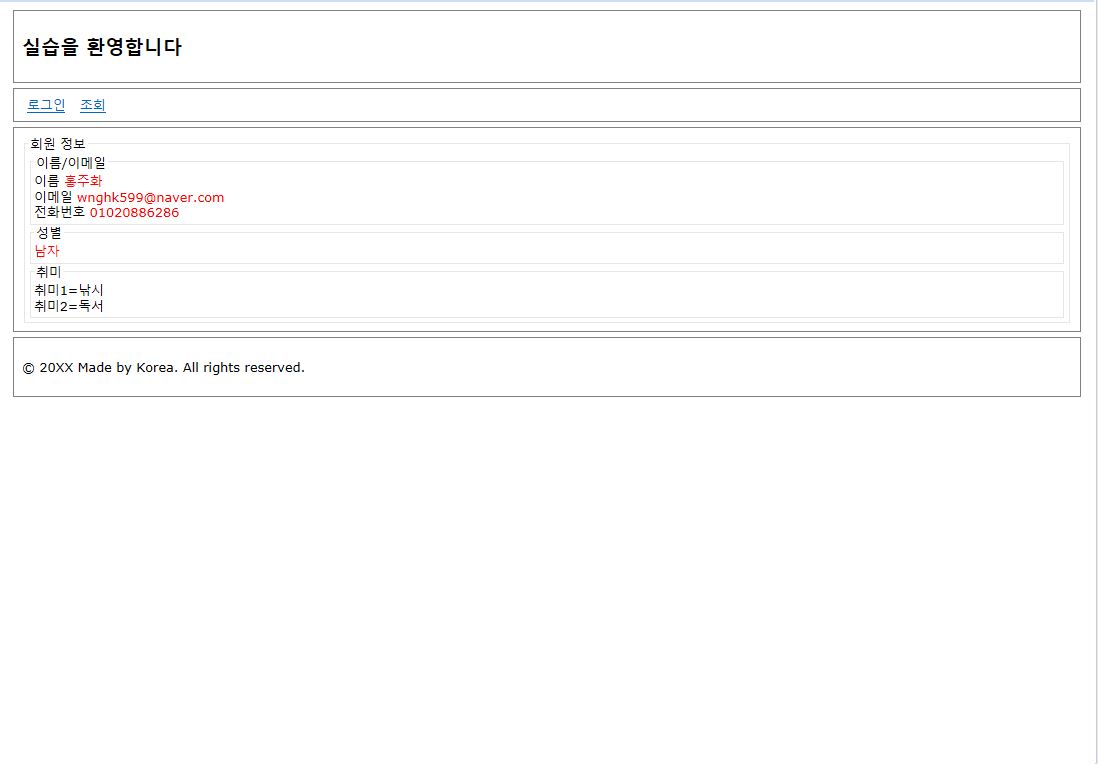 실습을 환영합니다
로그인 조회
회원 정보
이름/이메일
이름 홍주화
이메일 wnghk599@naver.com
전화번호 01020886286
성별
남자
취미
취미1=낚시
취미2=독서
© 20XX Made by Korea. All rights reserved.